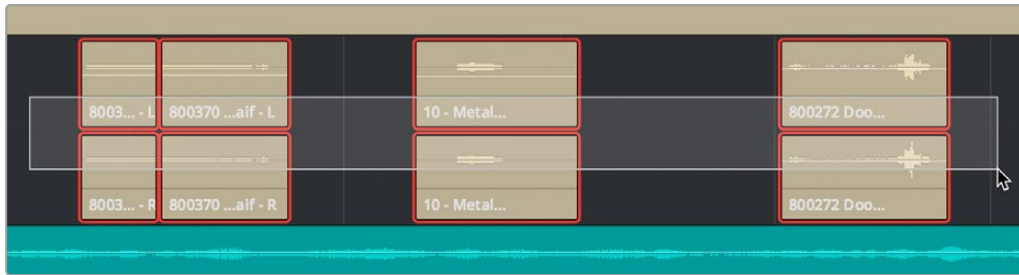 8003... - L
800370 ...aif - L
10 - Metal...
800272 Doo...
8003... - R
800370 ...aif - R
10 - Metal...
800272 Doo...